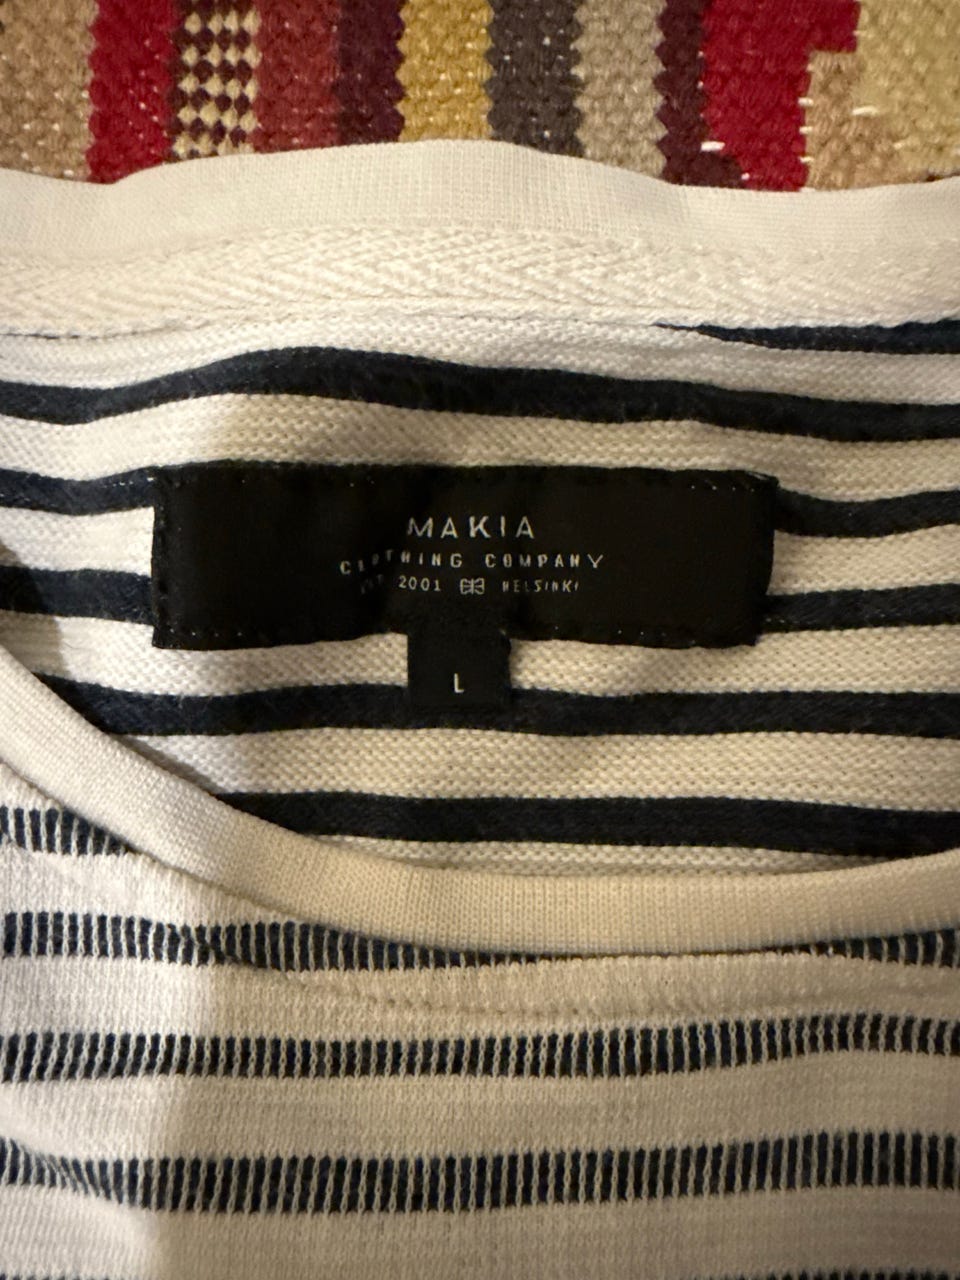 MAKIA
CLOTHING COMPANY
EST 2001 HELSINKI
L